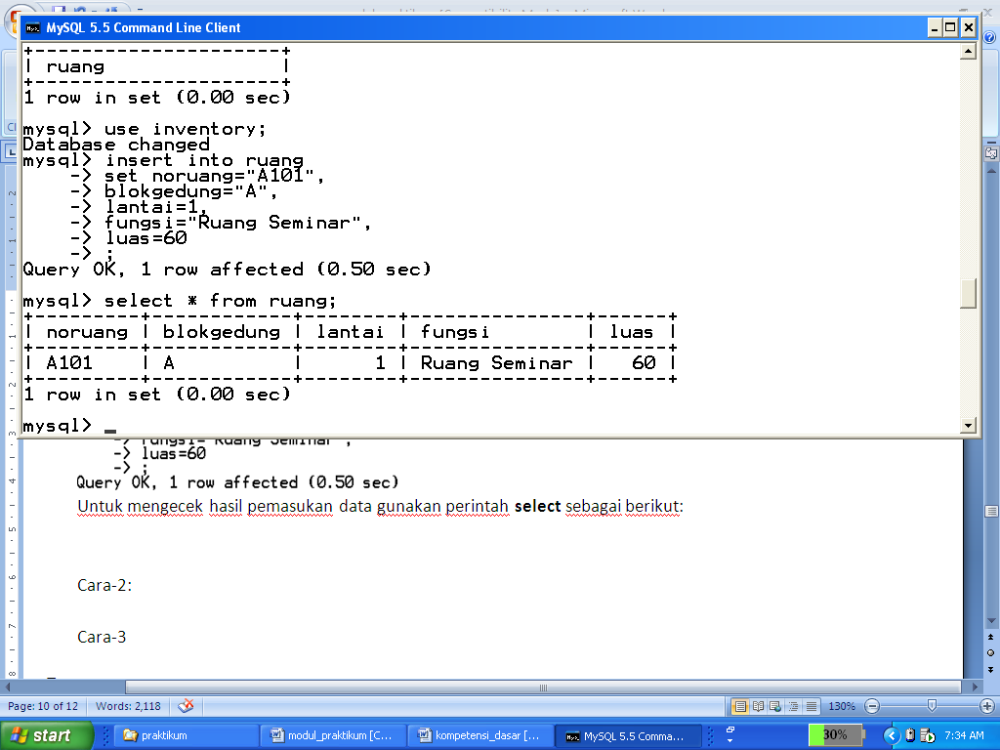 MySQL 5.5 Command Line Client
+----------------------+
| ruang                |
+----------------------+
1 row in set (0.00 sec)
mysql> use inventory;
Database changed
mysql> insert into ruang
    -> set noruang="A101",
    -> blokgedung="A",
    -> lantai=1,
    -> fungsi="Ruang Seminar",
    -> luas=60
    -> ;
Query OK, 1 row affected (0.50 sec)
mysql> select * from ruang;
+---------+------------+--------+---------------+------+
| noruang | blokgedung | lantai | fungsi        | luas |
+---------+------------+--------+---------------+------+
| A101    | A          |      1 | Ruang Seminar |   60 |
+---------+------------+--------+---------------+------+
1 row in set (0.00 sec)
mysql> _
-> fungsi="Ruang Seminar",
-> luas=60
-> ;
Query OK, 1 row affected (0.50 sec)
Untuk mengecek hasil pemasukan data gunakan perintah select sebagai berikut:
Cara-2:
Cara-3
Page: 10 of 12 Words: 2,118 130%
start praktikum modul_praktikum [C... kompetensi_dasar [... MySQL 5.5 Comma... 30% 7:34 AM